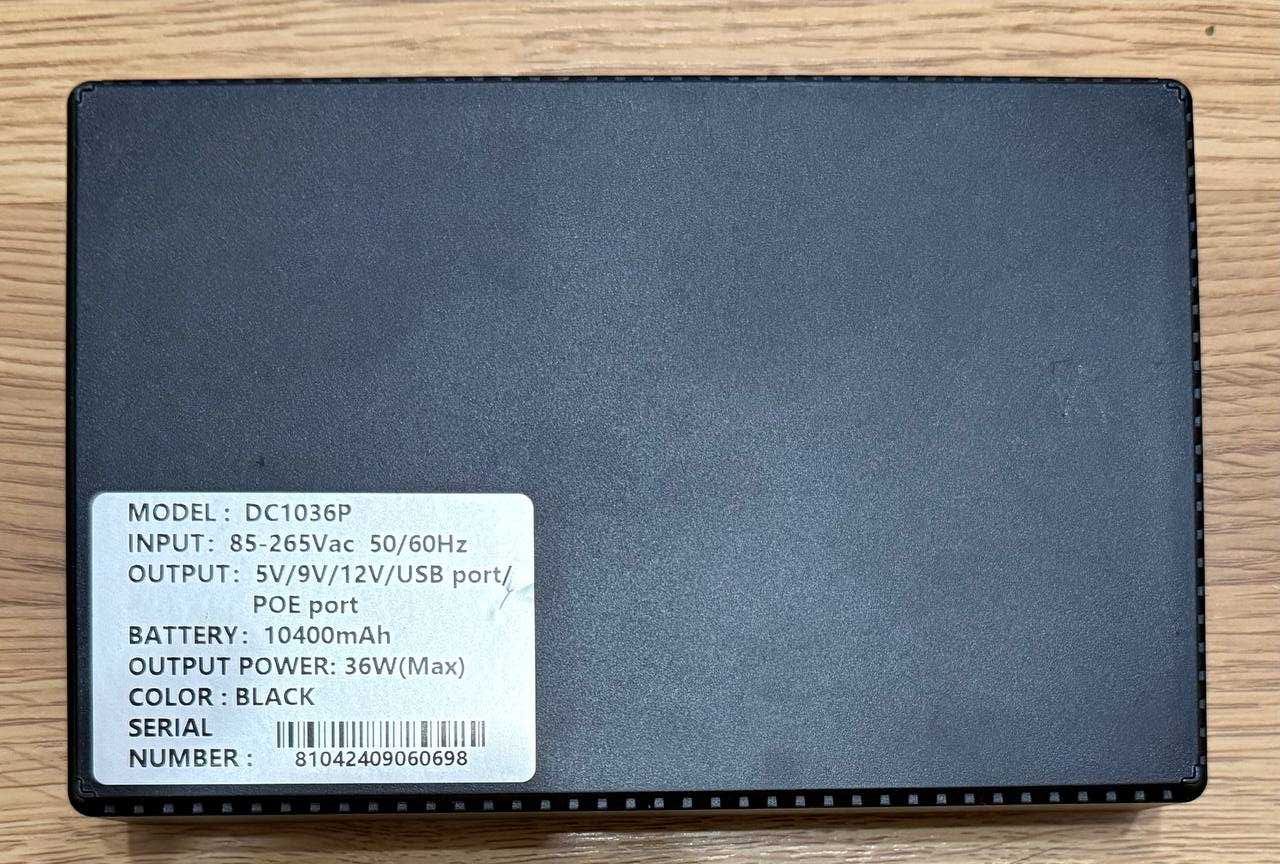 MODEL : DC1036P
INPUT: 85-265Vac 50/60Hz
OUTPUT: 5V/9V/12V/USB port/
POE port
BATTERY: 10400mAh
OUTPUT POWER: 36W(Max)
COLOR : BLACK
SERIAL
NUMBER : 81042409060698